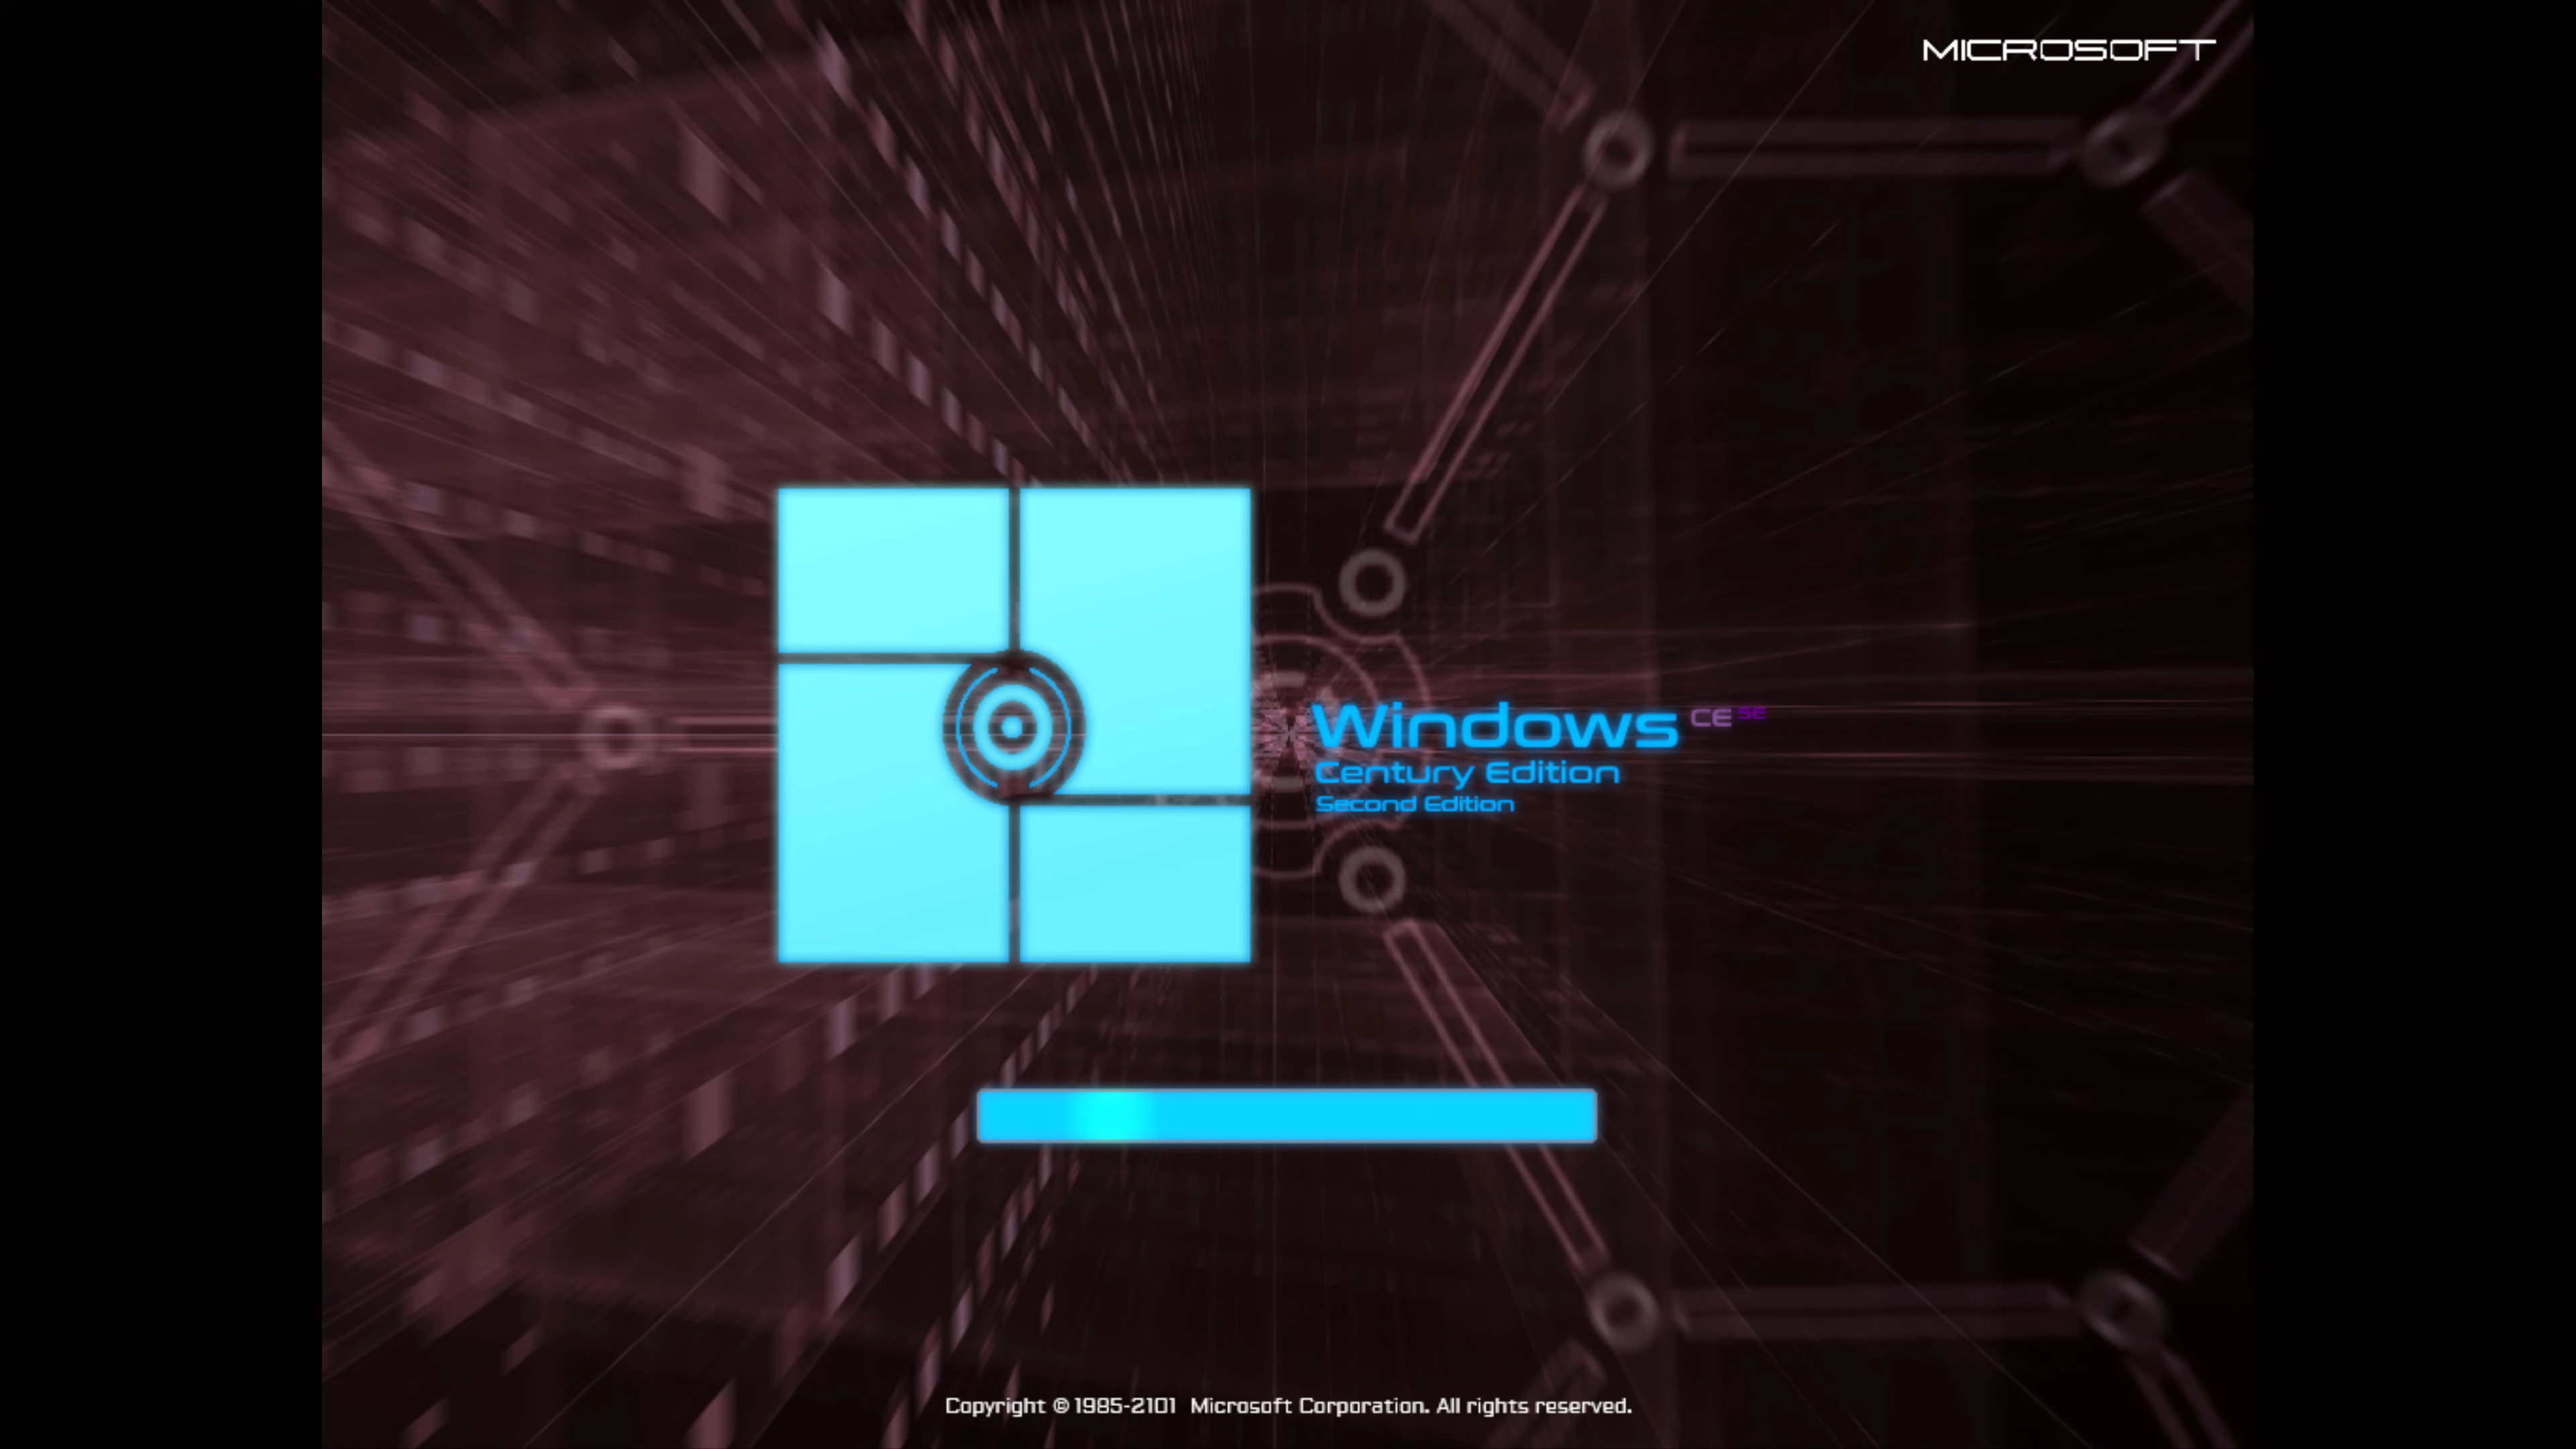 MICROSOFT
Windows CE SE
Century Edition
Second Edition
Copyright © 1985-2101 Microsoft Corporation. All rights reserved.